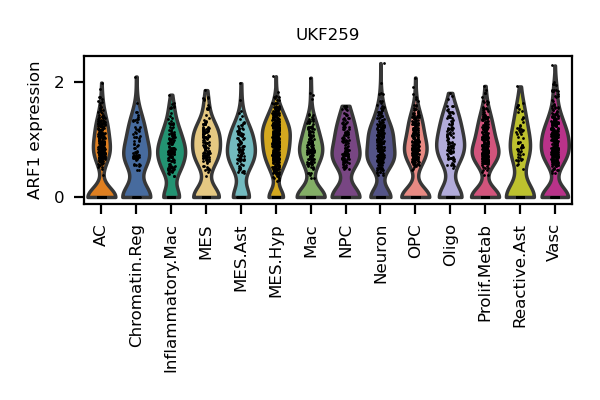 UKF259
ARF1 expression
2
0
AC
Chromatin.Reg
Inflammatory.Mac
MES
MES.Ast
MES.Hyp
Mac
NPC
Neuron
OPC
Oligo
Prolif.Metab
Reactive.Ast
Vasc